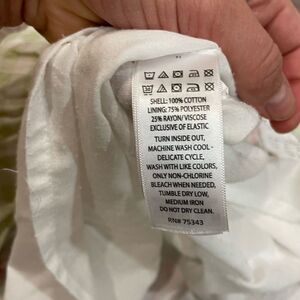 SHELL: 100% COTTON
LINING: 75% POLYESTER
25% RAYON/VISCOSE
EXCLUSIVE OF ELASTIC
TURN INSIDE OUT,
MACHINE WASH COOL -
DELICATE CYCLE,
WASH WITH LIKE COLORS,
ONLY NON-CHLORINE
BLEACH WHEN NEEDED,
TUMBLE DRY LOW,
MEDIUM IRON
DO NOT DRY CLEAN.
RN# 75343